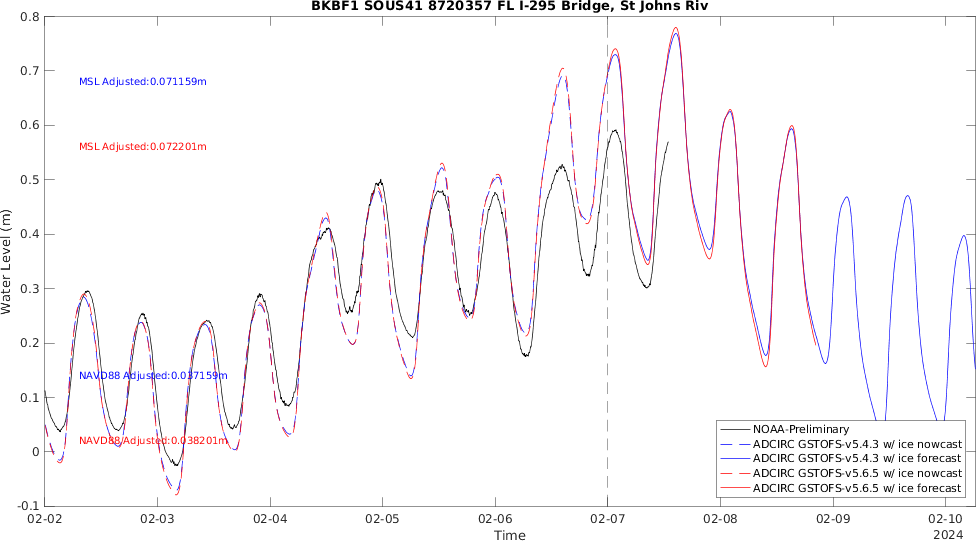 BKBF1 SOUS41 8720357 FL I-295 Bridge, St Johns Riv
0.8
0.7
0.6
0.5
0.4
0.3
0.2
0.1
0
-0.1
Water Level (m)
MSL Adjusted:0.071159m
MSL Adjusted:0.072201m
NAVD88 Adjusted:0.037159m
NAVD88 Adjusted:0.038201m
NOAA-Preliminary
ADCIRC GSTOFS-v5.4.3 w/ ice nowcast
ADCIRC GSTOFS-v5.4.3 w/ ice forecast
ADCIRC GSTOFS-v5.6.5 w/ ice nowcast
ADCIRC GSTOFS-v5.6.5 w/ ice forecast
02-02 02-03 02-04 02-05 02-06 02-07 02-08 02-09 02-10
Time
2024